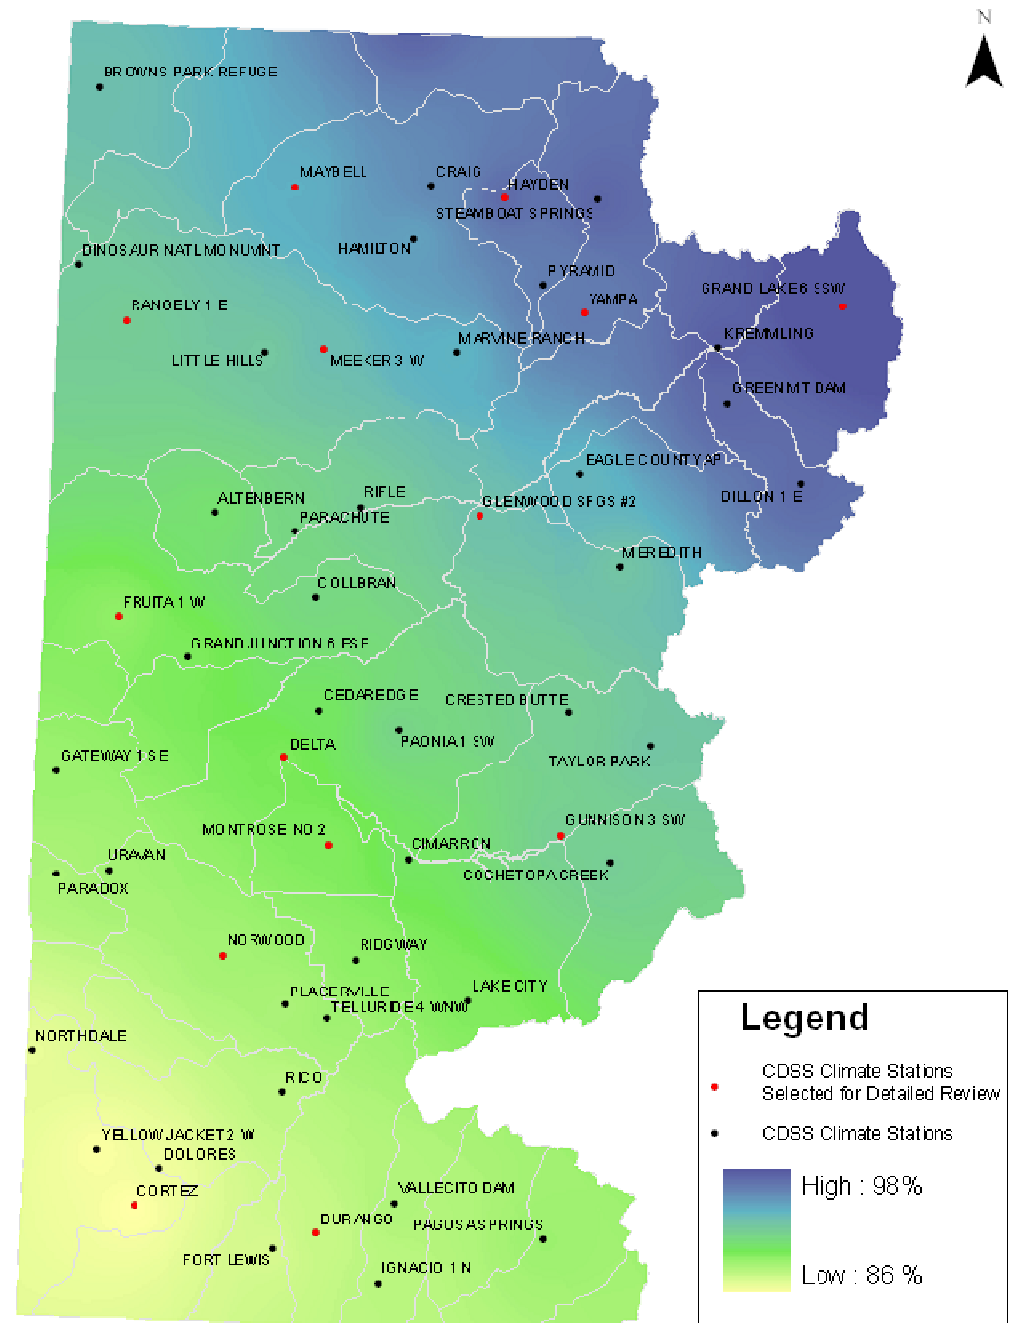 N
BROWNS PARK REFUGE
MAYBELL
CRAIG
HAYDEN
STEAMBOAT SPRINGS
HAMILTON
DINOSAUR NATL MONUMNT
PYRAMID
GRAND LAKE 6 SSW
RANGELY 1 E
YAMPA
KREMMLING
MARVINE RANCH
LITTLE HILLS
MEEKER 3 W
GREEN MT DAM
EAGLE COUNTY AP
ALTENBERN
RIFLE
GLENWOOD SPGS #2
DILLON 1 E
PARACHUTE
MEREDITH
COLLBRAN
FRUITA 1 W
GRAND JUNCTION 6 ESE
CEDAREDGE
CRESTED BUTTE
DELTA
PAONIA 1 SW
GATEWAY 1 SE
TAYLOR PARK
MONTROSE NO 2
GUNNISON 3 SW
CIMARRON
URAVAN
COCHETOPA CREEK
PARADOX
NORWOOD
RIDGWAY
PLACERVILLE
LAKE CITY
TELLURIDE 4 WNW
NORTHDALE
RICO
YELLOW JACKET 2 W
DOLORES
CORTEZ
VALLECITO DAM
DURANGO
PAGOSA SPRINGS
FORT LEWIS
IGNACIO 1 N
Legend
CDSS Climate Stations
Selected for Detailed Review
CDSS Climate Stations
High : 98%
Low : 86 %